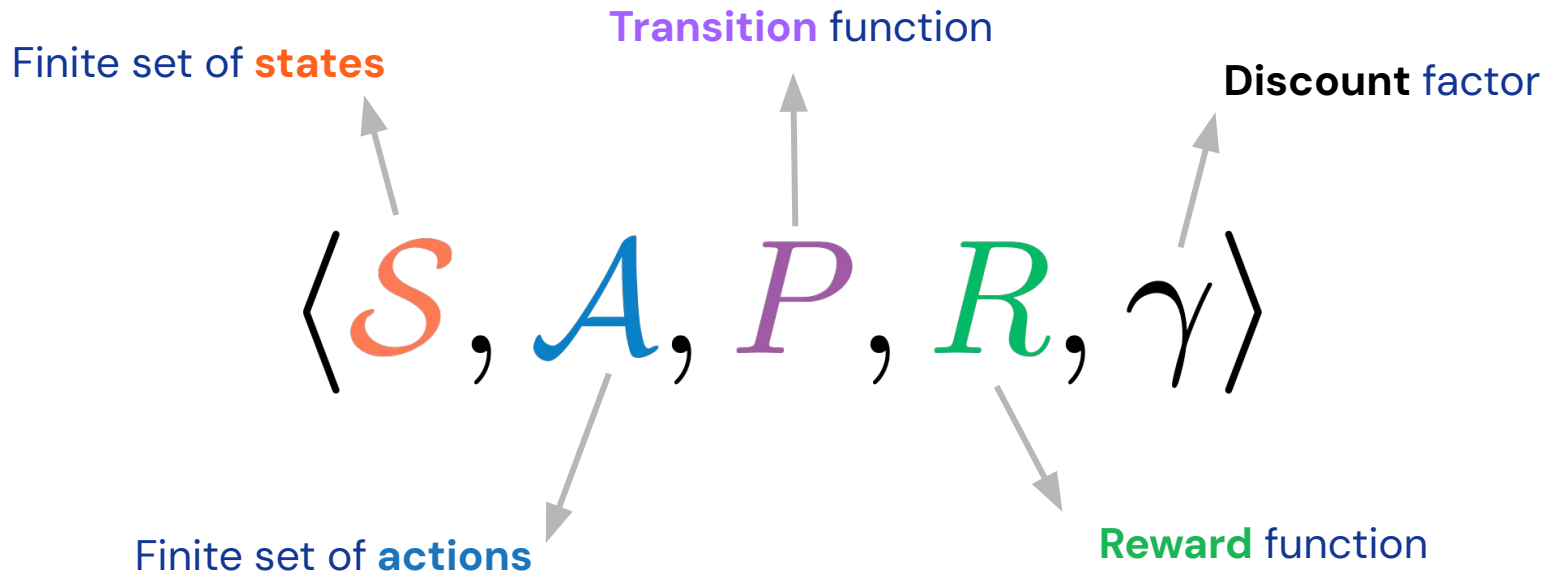 Transition function
Finite set of states
Discount factor
⟨𝒮, 𝒜, P, R, γ⟩
Finite set of actions
Reward function